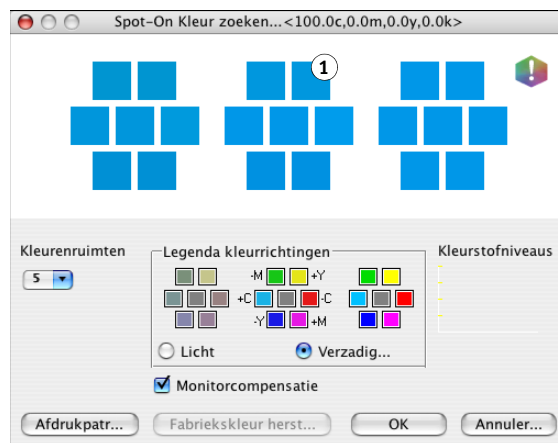 Spot-On Kleur zoeken...<100.0c,0.0m,0.0y,0.0k>
1
Kleurenruimten
5
Legenda kleurrichtingen
-M +Y
+C -C
-Y +M
Licht
Verzadig...
Kleurstofniveaus
Monitorcompensatie
Afdrukpatr...
Fabriekskleur herst...
OK
Annuler...